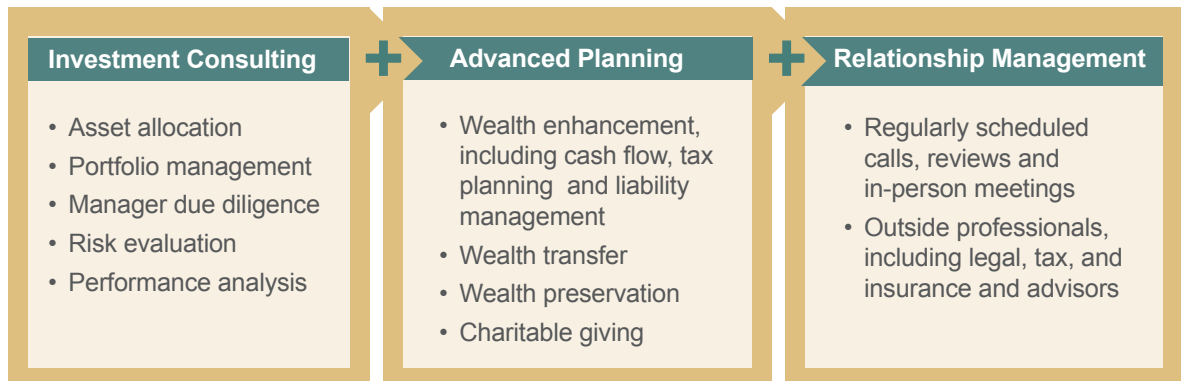 Investment Consulting
• Asset allocation
• Portfolio management
• Manager due diligence
• Risk evaluation
• Performance analysis
+
Advanced Planning
• Wealth enhancement,
including cash flow, tax
planning  and liability
management
• Wealth transfer
• Wealth preservation
• Charitable giving
+
Relationship Management
• Regularly scheduled
calls, reviews and
in-person meetings
• Outside professionals,
including legal, tax, and
insurance and advisors